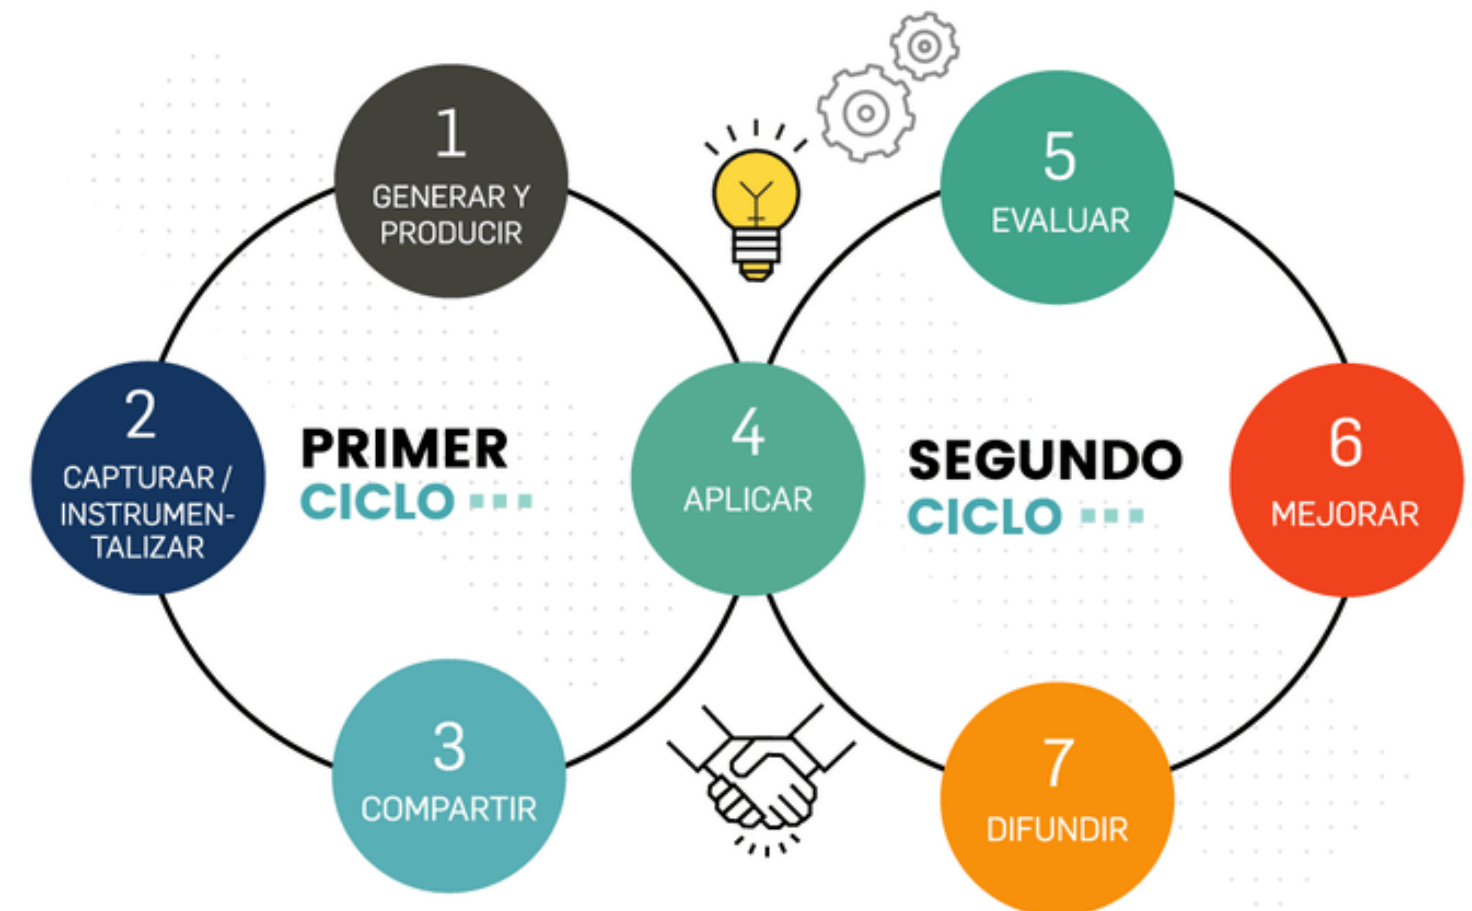 1
GENERAR Y
PRODUCIR
2
CAPTURAR /
INSTRUMEN-
TALIZAR
PRIMER
CICLO
3
COMPARTIR
4
APLICAR
5
EVALUAR
SEGUNDO
CICLO
6
MEJORAR
7
DIFUNDIR